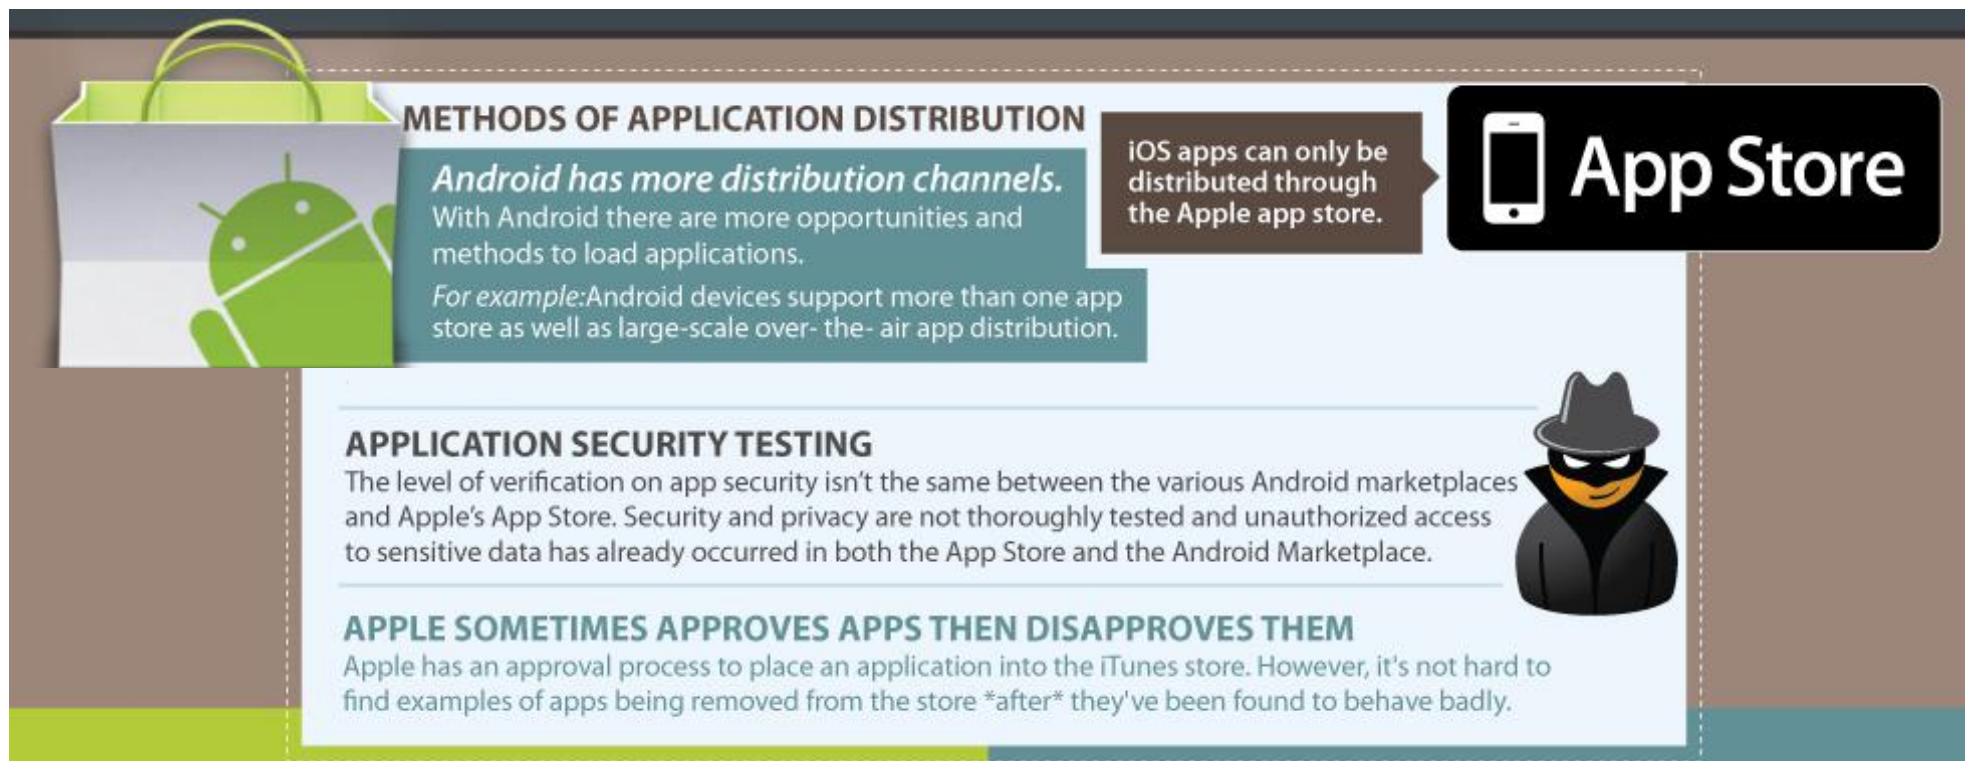 METHODS OF APPLICATION DISTRIBUTION
Android has more distribution channels.
With Android there are more opportunities and
methods to load applications.
For example:Android devices support more than one app
store as well as large-scale over- the- air app distribution.
iOS apps can only be
distributed through
the Apple app store.
App Store
APPLICATION SECURITY TESTING
The level of verification on app security isn't the same between the various Android marketplaces
and Apple's App Store. Security and privacy are not thoroughly tested and unauthorized access
to sensitive data has already occurred in both the App Store and the Android Marketplace.
APPLE SOMETIMES APPROVES APPS THEN DISAPPROVES THEM
Apple has an approval process to place an application into the iTunes store. However, it's not hard to
find examples of apps being removed from the store *after* they've been found to behave badly.